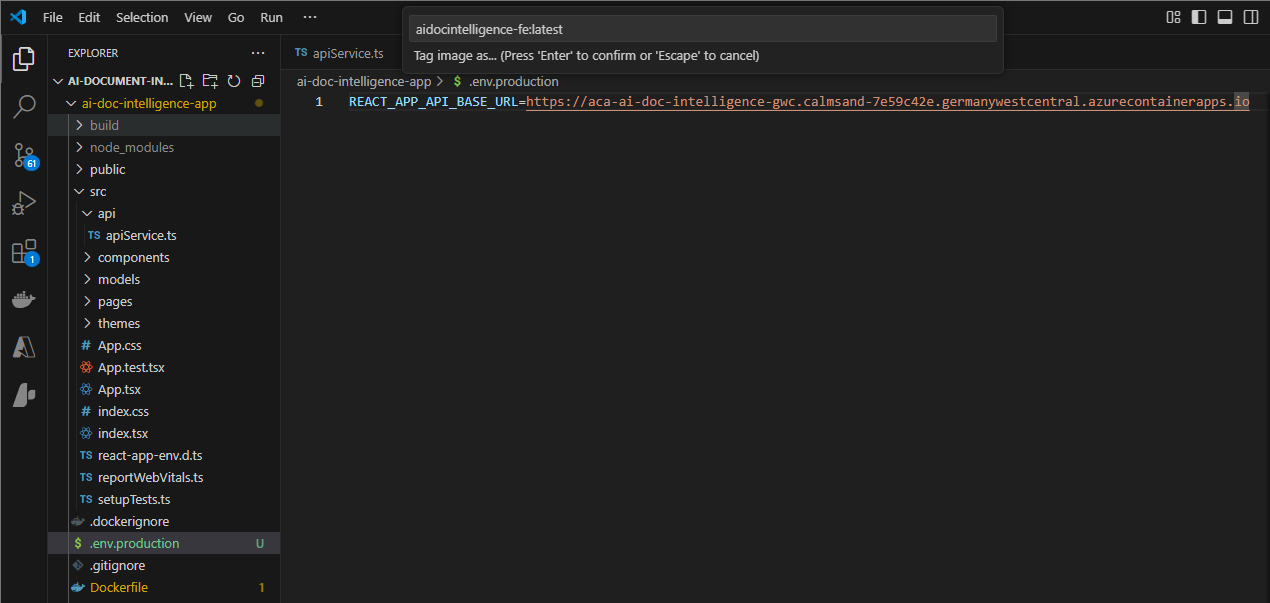 File Edit Selection View Go Run ···
aidocintelligence-fe:latest
Tag image as... (Press 'Enter' to confirm or 'Escape' to cancel)
EXPLORER ···
TS apiService.ts
AI-DOCUMENT-IN...
ai-doc-intelligence-app > $ .env.production
1 REACT_APP_API_BASE_URL=https://aca-ai-doc-intelligence-gwc.calmsand-7e59c42e.germanywestcentral.azurecontainerapps.io
ai-doc-intelligence-app
build
node_modules
public
src
api
TS apiService.ts
components
models
pages
themes
# App.css
App.test.tsx
App.tsx
# index.css
index.tsx
TS react-app-env.d.ts
TS reportWebVitals.ts
TS setupTests.ts
.dockerignore
$ .env.production U
.gitignore
Dockerfile 1
61
1